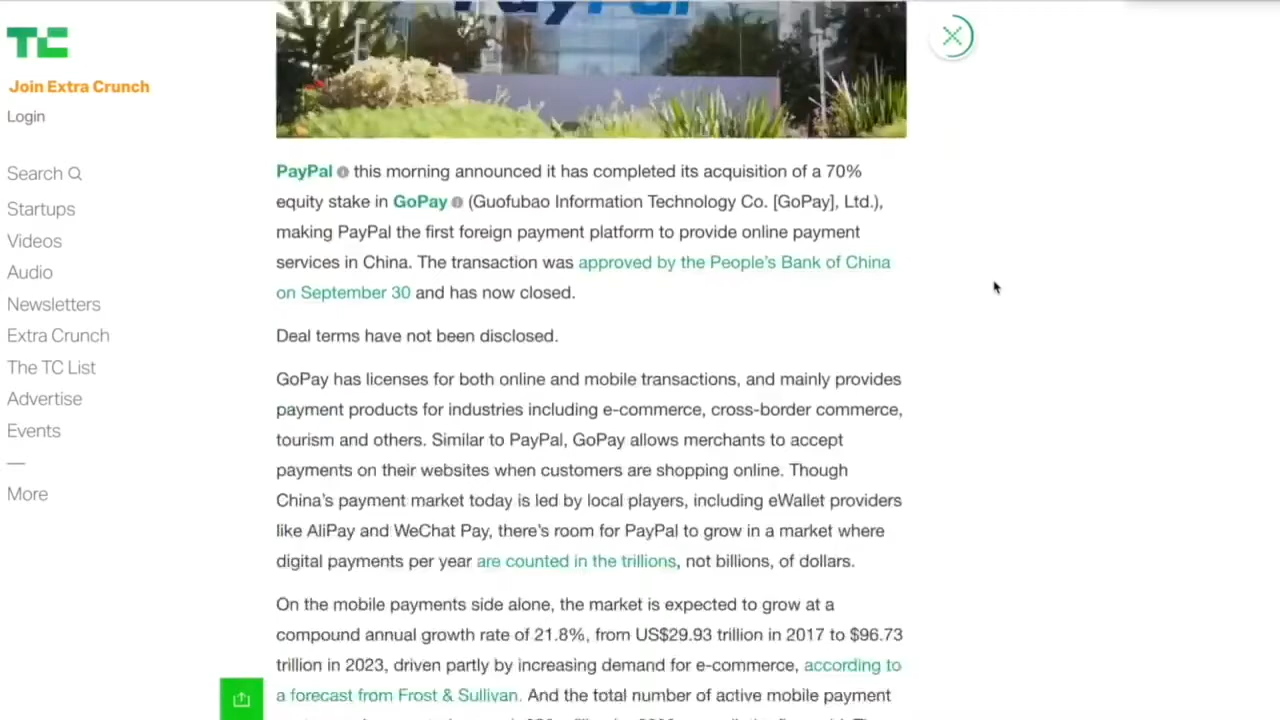 PayPal
TC
Join Extra Crunch
Login
Search
Startups
Videos
Audio
Newsletters
Extra Crunch
The TC List
Advertise
Events
—
More
PayPal this morning announced it has completed its acquisition of a 70%
equity stake in GoPay (Guofubao Information Technology Co. [GoPay], Ltd.),
making PayPal the first foreign payment platform to provide online payment
services in China. The transaction was approved by the People's Bank of China
on September 30 and has now closed.
Deal terms have not been disclosed.
GoPay has licenses for both online and mobile transactions, and mainly provides
payment products for industries including e-commerce, cross-border commerce,
tourism and others. Similar to PayPal, GoPay allows merchants to accept
payments on their websites when customers are shopping online. Though
China's payment market today is led by local players, including eWallet providers
like AliPay and WeChat Pay, there's room for PayPal to grow in a market where
digital payments per year are counted in the trillions, not billions, of dollars.
On the mobile payments side alone, the market is expected to grow at a
compound annual growth rate of 21.8%, from US$29.93 trillion in 2017 to $96.73
trillion in 2023, driven partly by increasing demand for e-commerce, according to
a forecast from Frost & Sullivan. And the total number of active mobile payment